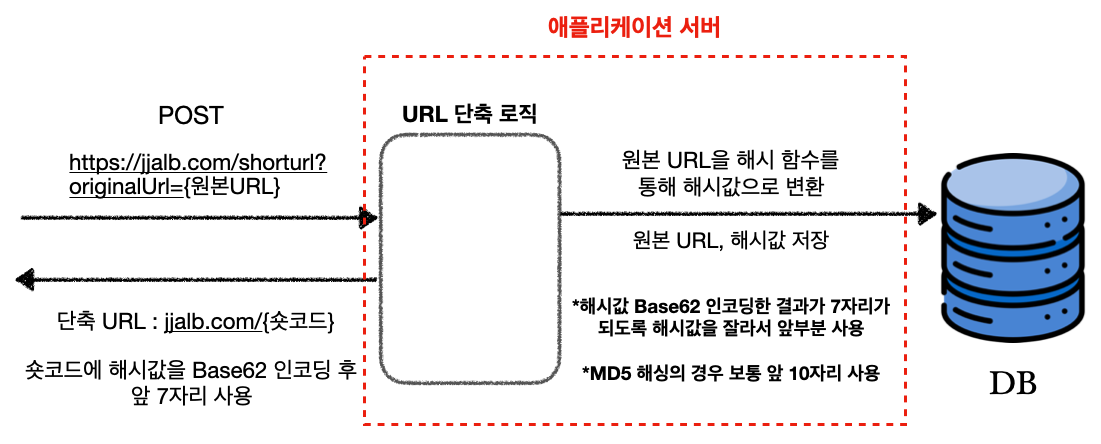 애플리케이션 서버
POST
https://jjalb.com/shorturl?
originalUrl={원본URL}
단축 URL : jjalb.com/{숏코드}
숏코드에 해시값을 Base62 인코딩 후
앞 7자리 사용
URL 단축 로직
원본 URL을 해시 함수를
통해 해시값으로 변환
원본 URL, 해시값 저장
*해시값 Base62 인코딩한 결과가 7자리가
되도록 해시값을 잘라서 앞부분 사용
*MD5 해싱의 경우 보통 앞 10자리 사용
DB